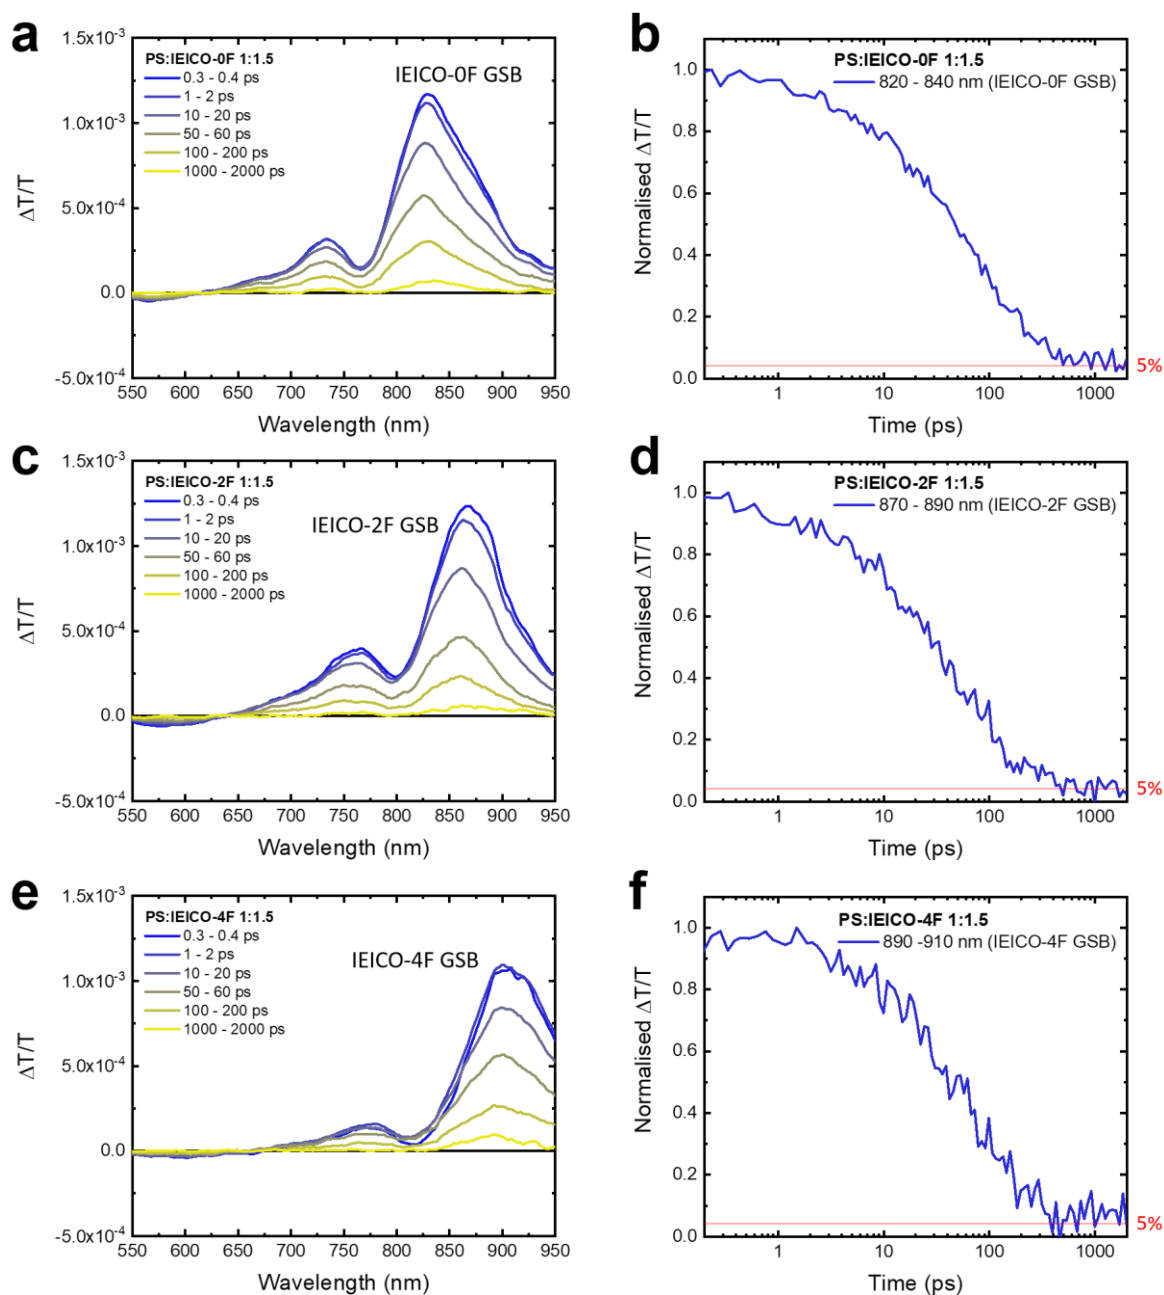 a
1.5x10⁻³
1.0x10⁻³
5.0x10⁻⁴
0.0
-5.0x10⁻⁴
ΔT/T
PS:IEICO-0F 1:1.5
0.3 - 0.4 ps
1 - 2 ps
10 - 20 ps
50 - 60 ps
100 - 200 ps
1000 - 2000 ps
IEICO-0F GSB
550 600 650 700 750 800 850 900 950
Wavelength (nm)
b
1.0
0.8
0.6
0.4
0.2
0.0
Normalised ΔT/T
PS:IEICO-0F 1:1.5
820 - 840 nm (IEICO-0F GSB)
5%
1 10 100 1000
Time (ps)
c
1.5x10⁻³
1.0x10⁻³
5.0x10⁻⁴
0.0
-5.0x10⁻⁴
ΔT/T
PS:IEICO-2F 1:1.5
0.3 - 0.4 ps
1 - 2 ps
10 - 20 ps
50 - 60 ps
100 - 200 ps
1000 - 2000 ps
IEICO-2F GSB
550 600 650 700 750 800 850 900 950
Wavelength (nm)
d
1.0
0.8
0.6
0.4
0.2
0.0
Normalised ΔT/T
PS:IEICO-2F 1:1.5
870 - 890 nm (IEICO-2F GSB)
5%
1 10 100 1000
Time (ps)
e
1.5x10⁻³
1.0x10⁻³
5.0x10⁻⁴
0.0
-5.0x10⁻⁴
ΔT/T
PS:IEICO-4F 1:1.5
0.3 - 0.4 ps
1 - 2 ps
10 - 20 ps
50 - 60 ps
100 - 200 ps
1000 - 2000 ps
IEICO-4F GSB
550 600 650 700 750 800 850 900 950
Wavelength (nm)
f
1.0
0.8
0.6
0.4
0.2
0.0
Normalised ΔT/T
PS:IEICO-4F 1:1.5
890 -910 nm (IEICO-4F GSB)
5%
1 10 100 1000
Time (ps)